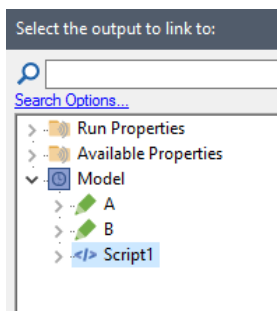 Select the output to link to:
Search Options...
Run Properties
Available Properties
Model
A
B
</> Script1